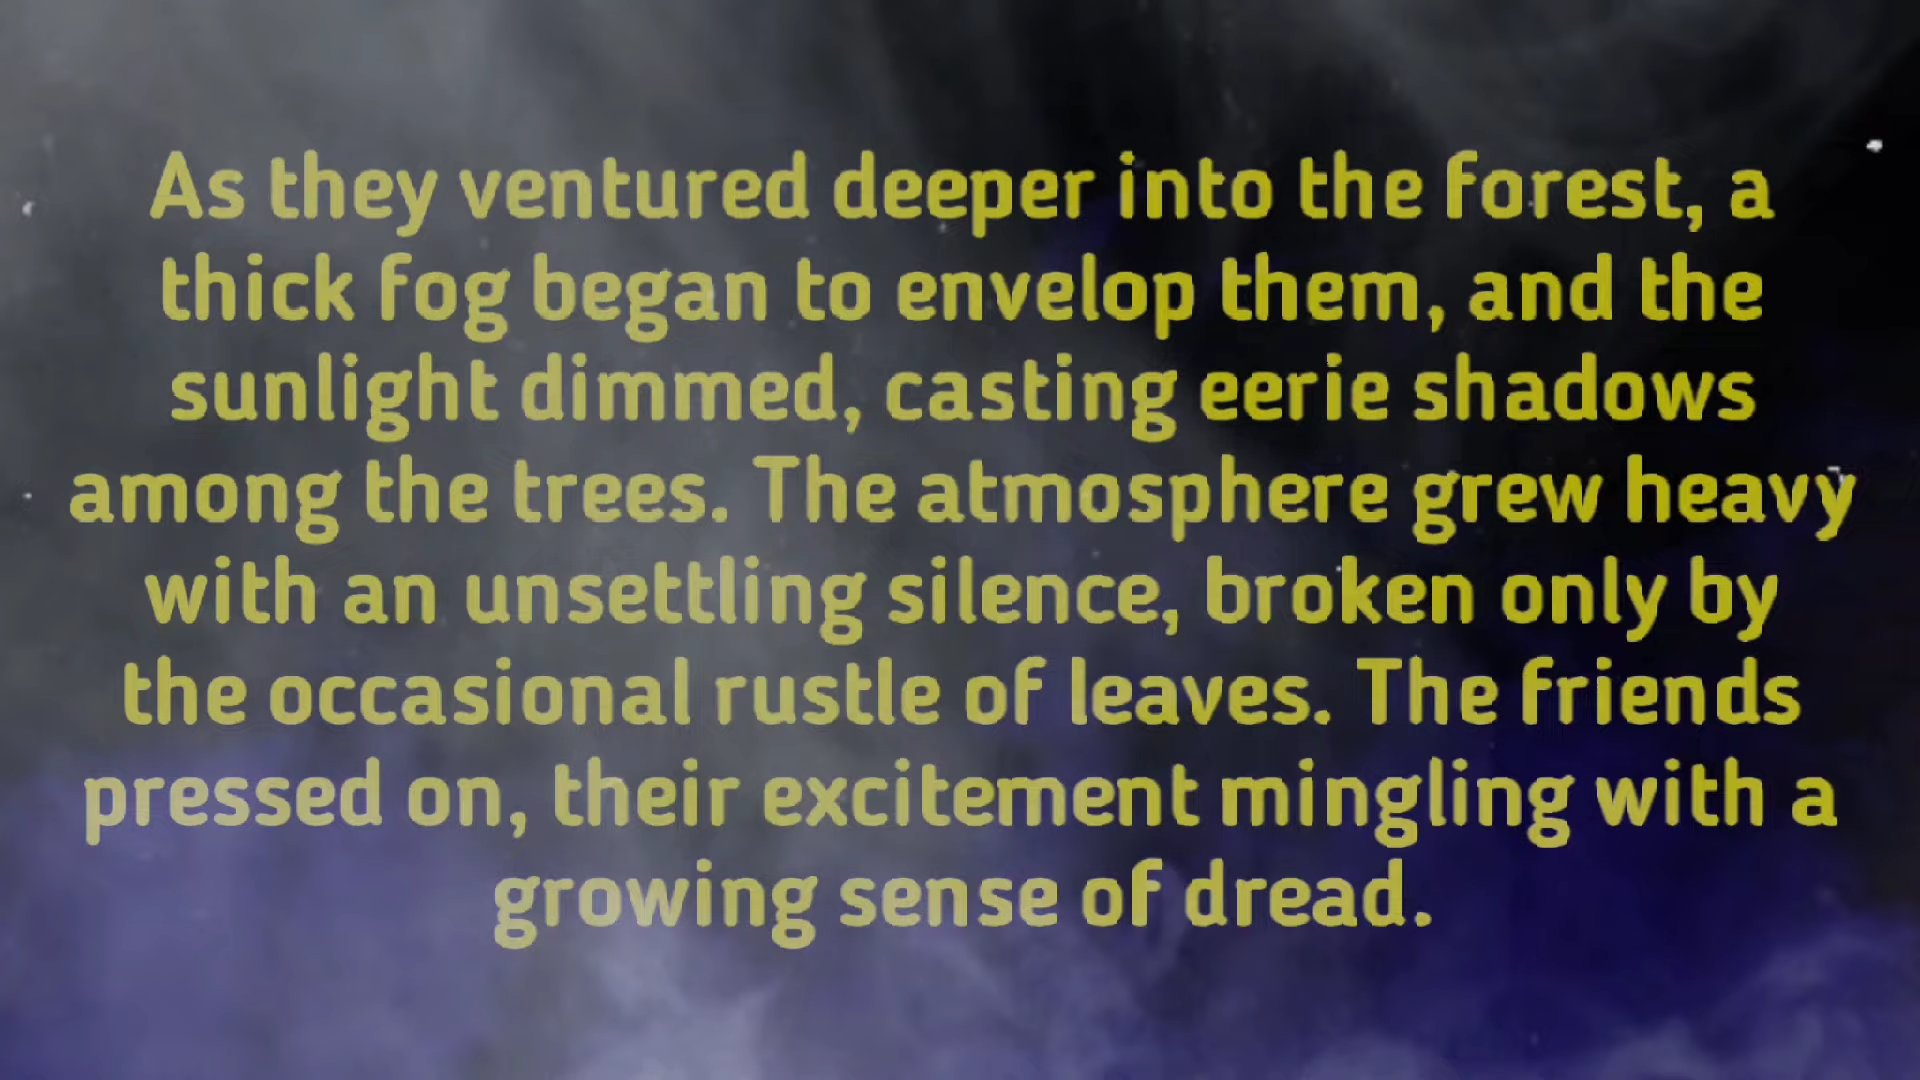 As they ventured deeper into the forest, a
thick fog began to envelop them, and the
sunlight dimmed, casting eerie shadows
among the trees. The atmosphere grew heavy
with an unsettling silence, broken only by
the occasional rustle of leaves. The friends
pressed on, their excitement mingling with a
growing sense of dread.